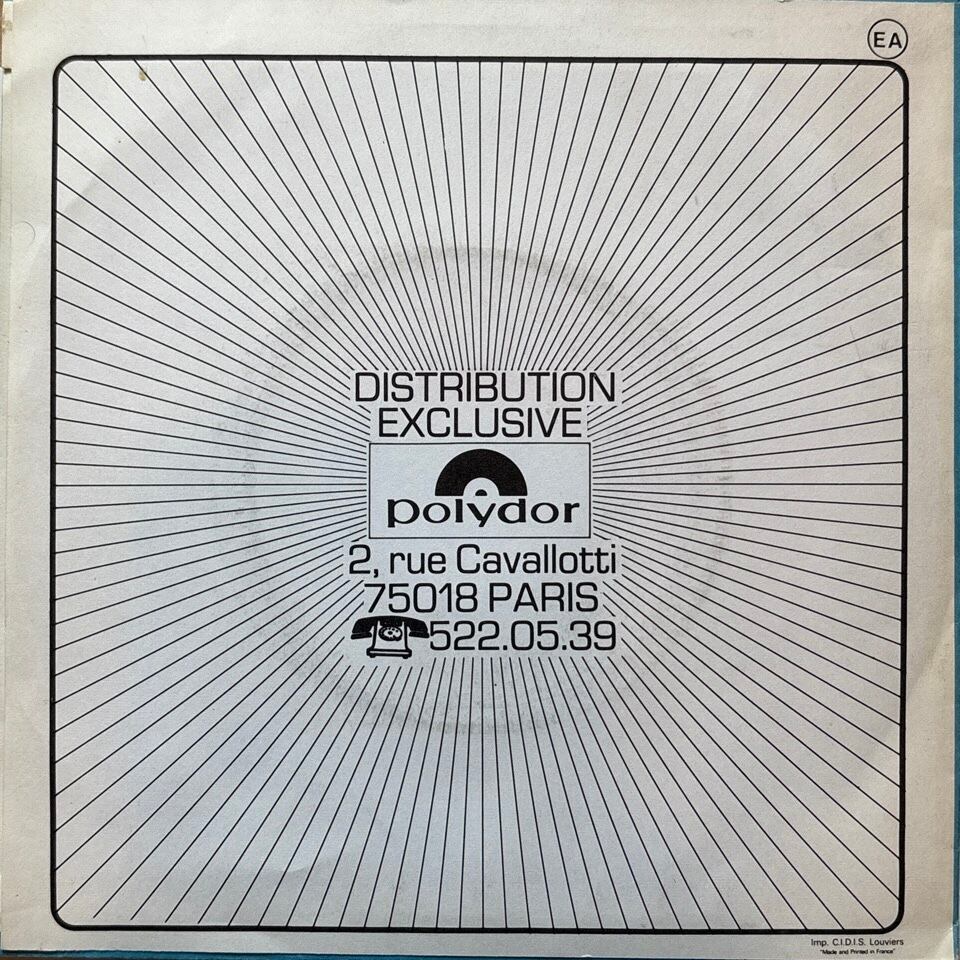 EA
DISTRIBUTION
EXCLUSIVE
polydor
2, rue Cavallotti
75018 PARIS
522.05.39
Imp. C.I.D.I.S. Louviers
"Made and Printed in France"